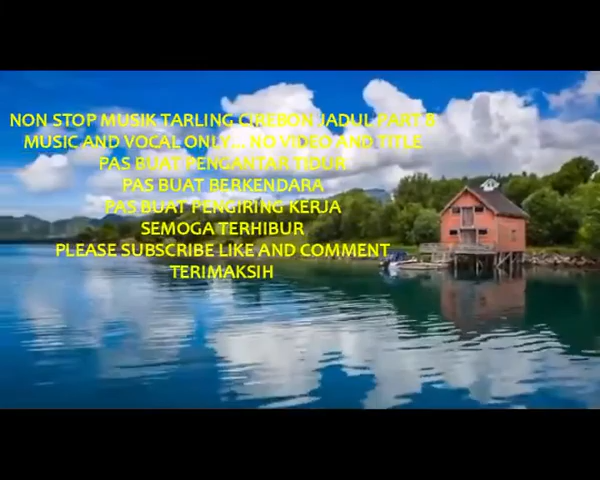 NON STOP MUSIK TARLING CIREBON JADUL PART 8
MUSIC AND VOCAL ONLY... NO VIDEO AND TITLE
PAS BUAT PENGANTAR TIDUR
PAS BUAT BERKENDARA
PAS BUAT PENGIRING KERJA
SEMOGA TERHIBUR
PLEASE SUBSCRIBE LIKE AND COMMENT
TERIMAKSIH